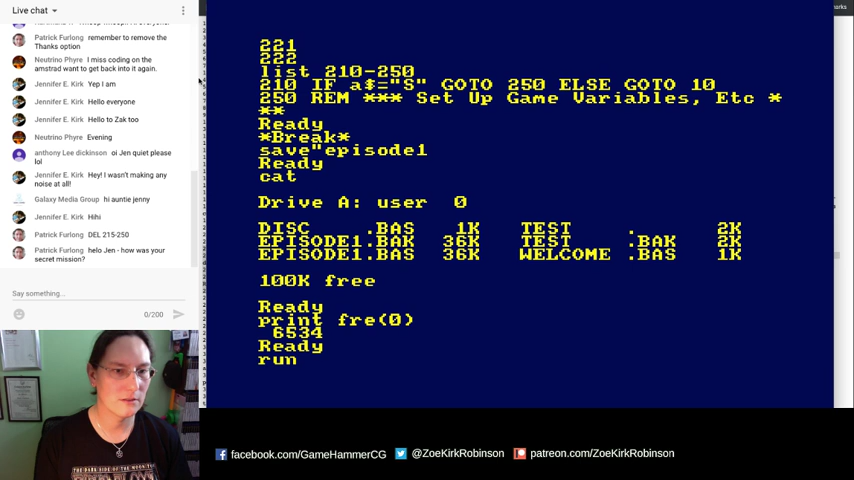 Live chat
Patrick Furlong remember to remove the
Thanks option
Neutrino Phyre I miss coding on the
amstrad want to get back into it again.
Jennifer E. Kirk Yep I am
Jennifer E. Kirk Hello everyone
Jennifer E. Kirk Hello to Zak too
Neutrino Phyre Evening
anthony Lee dickinson oi Jen quiet please
lol
Jennifer E. Kirk Hey! I wasn't making any
noise at all!
Galaxy Media Group hi auntie jenny
Jennifer E. Kirk Hihi
Patrick Furlong DEL 215-250
Patrick Furlong helo Jen - how was your
secret mission?
Say something...
0/200
221
222
list 210-250
210 IF a$="S" GOTO 250 ELSE GOTO 10
250 REM *** Set Up Game Variables, Etc *
**
Ready
*Break*
save"episode1
Ready
cat
Drive A: user 0
DISC .BAS 1K TEST . 2K
EPISODE1.BAK 36K TEST .BAK 2K
EPISODE1.BAS 36K WELCOME .BAS 1K
100K free
Ready
print fre(0)
6534
Ready
run
THE DARK SIDE OF THE MOON
facebook.com/GameHammerCG @ZoeKirkRobinson patreon.com/ZoeKirkRobinson